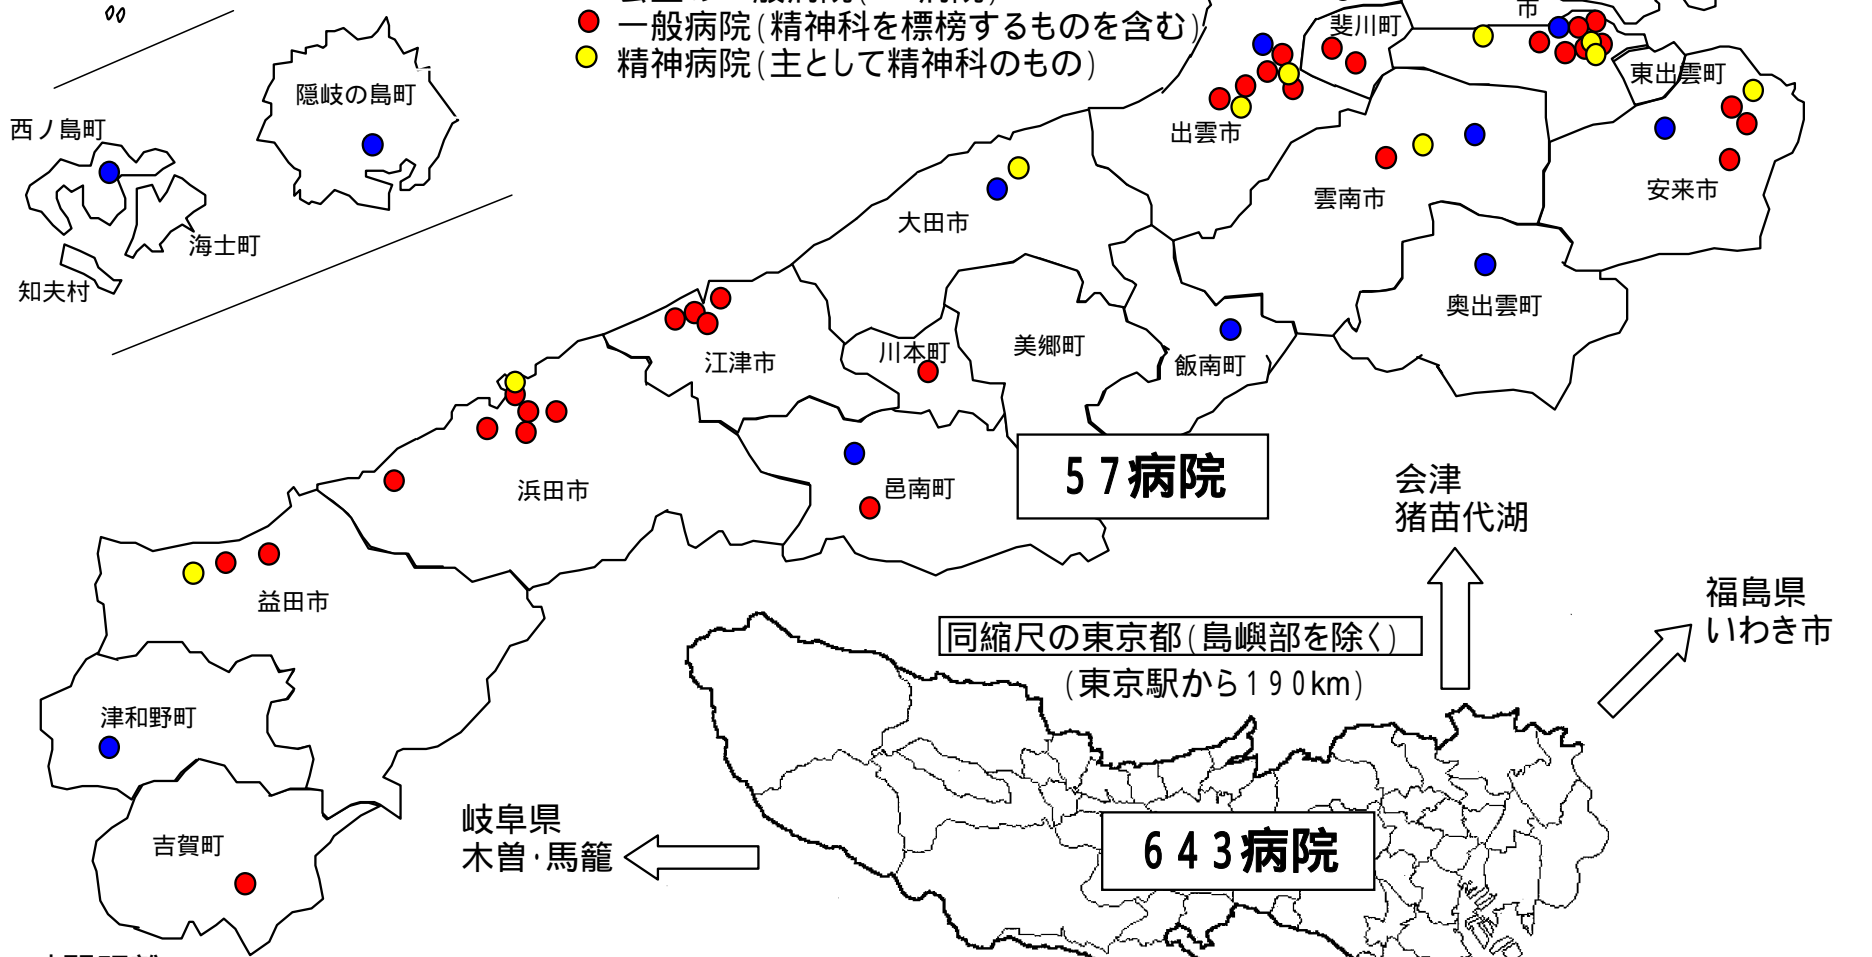 一般病院(精神科を標榜するものを含む)
精神病院(主として精神科のもの)
市
斐川町
東出雲町
隠岐の島町
西ノ島町
海士町
知夫村
出雲市
雲南市
安来市
大田市
奥出雲町
飯南町
美郷町
川本町
江津市
浜田市
邑南町
57病院
益田市
津和野町
吉賀町
会津
猪苗代湖
福島県
いわき市
同縮尺の東京都(島嶼部を除く)
(東京駅から190km)
岐阜県
木曽・馬籠
643病院